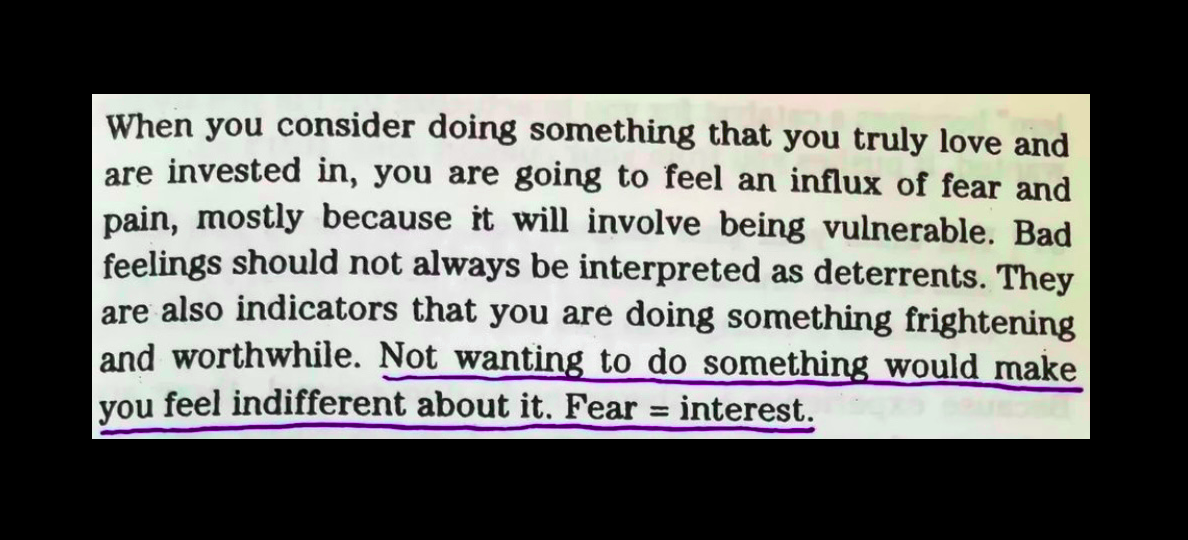 When you consider doing something that you truly love and
are invested in, you are going to feel an influx of fear and
pain, mostly because it will involve being vulnerable. Bad
feelings should not always be interpreted as deterrents. They
are also indicators that you are doing something frightening
and worthwhile. Not wanting to do something would make
you feel indifferent about it. Fear = interest.